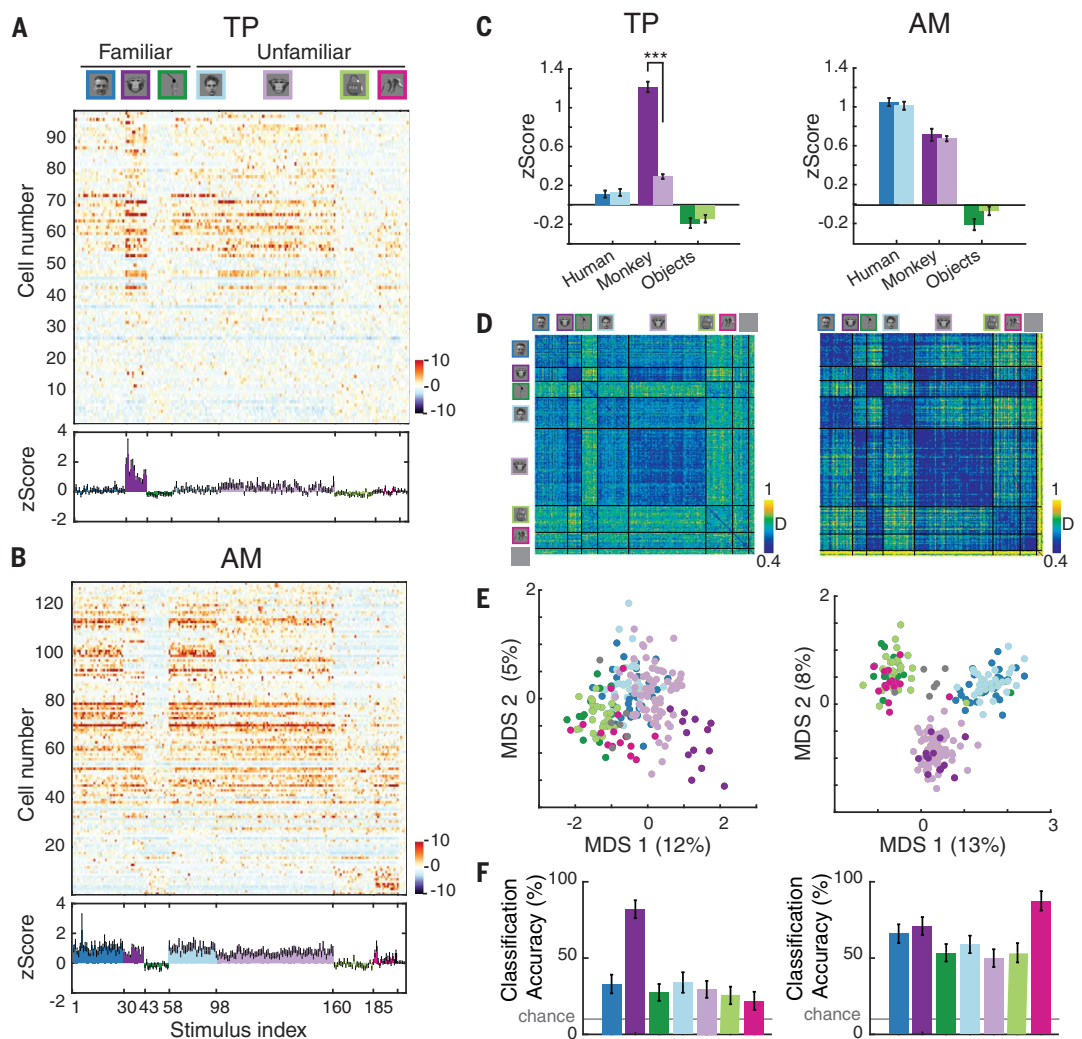 A
TP
Familiar
Unfamiliar
Cell number
90
80
70
60
50
40
30
20
10
10
0
-10
zScore
4
2
0
-2
B
AM
Cell number
120
100
80
60
40
20
10
0
-10
zScore
4
2
0
-2
1
30
43
58
98
160
185
Stimulus index
C
TP
AM
zScore
1.4
1
0.6
0.2
-0.2
***
Human
Monkey
Objects
zScore
1.4
1
0.6
0.2
-0.2
Human
Monkey
Objects
D
1
D
0.4
1
D
0.4
E
MDS 2 (5%)
2
0
-2
0
2
MDS 1 (12%)
MDS 2 (8%)
2
0
0
3
MDS 1 (13%)
F
Classification
Accuracy (%)
100
50
chance
0
Classification
Accuracy (%)
100
50
chance
0